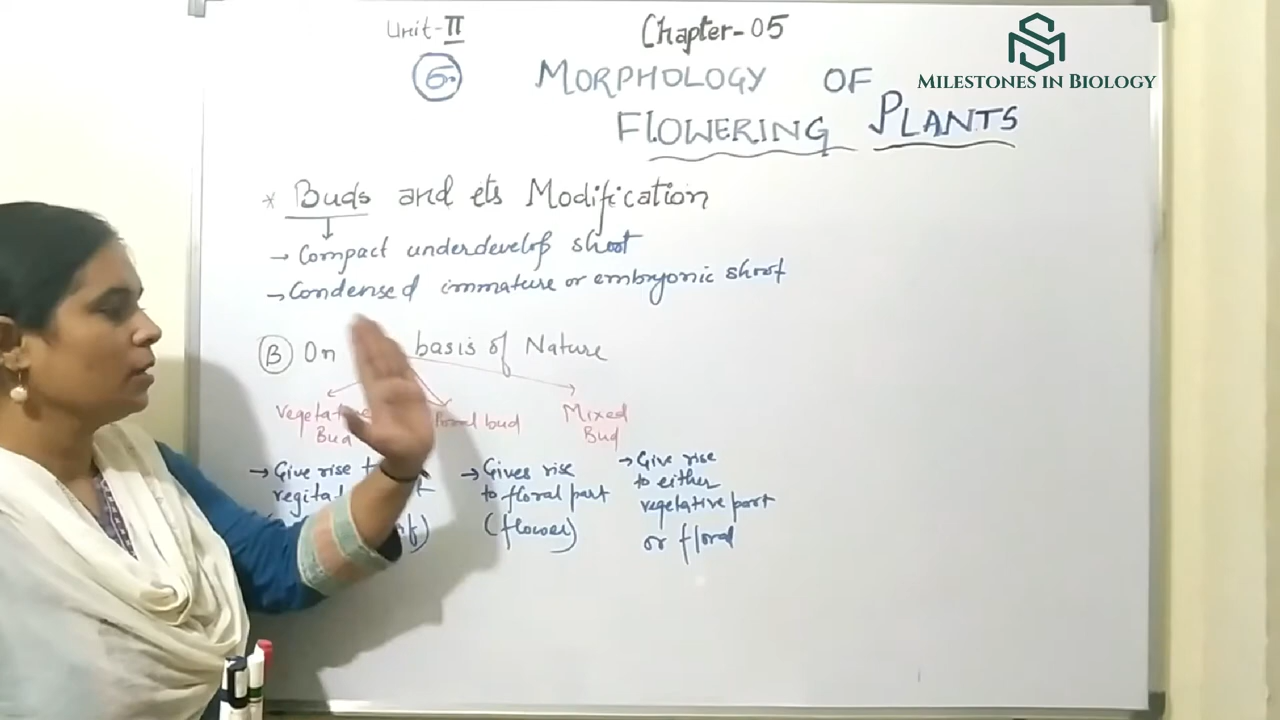 Unit-II
Chapter-05
6.
MORPHOLOGY OF
FLOWERING PLANTS
MILESTONES IN BIOLOGY
* Buds and its Modification
→ Compact underdevelop shoot
→ Condensed immature or embryonic shoot
B On basis of Nature
Bud
bud
Mixed
Bud
→ Give rise
→ Gives rise
to floral part
(flower)
→ Give rise
to either
vegetative part
or floral